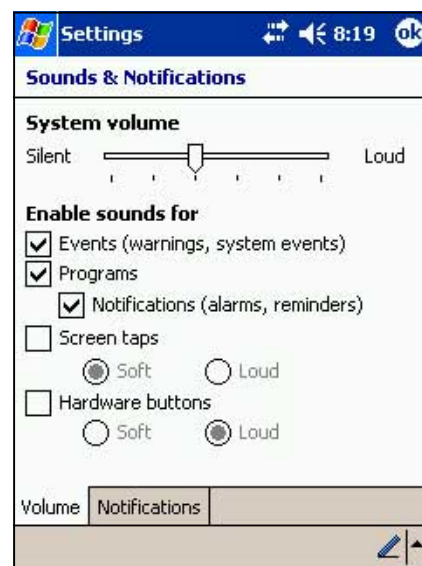 Settings 8:19 ok
Sounds & Notifications
System volume
Silent Loud
Enable sounds for
Events (warnings, system events)
Programs
Notifications (alarms, reminders)
Screen taps
Soft Loud
Hardware buttons
Soft Loud
Volume Notifications